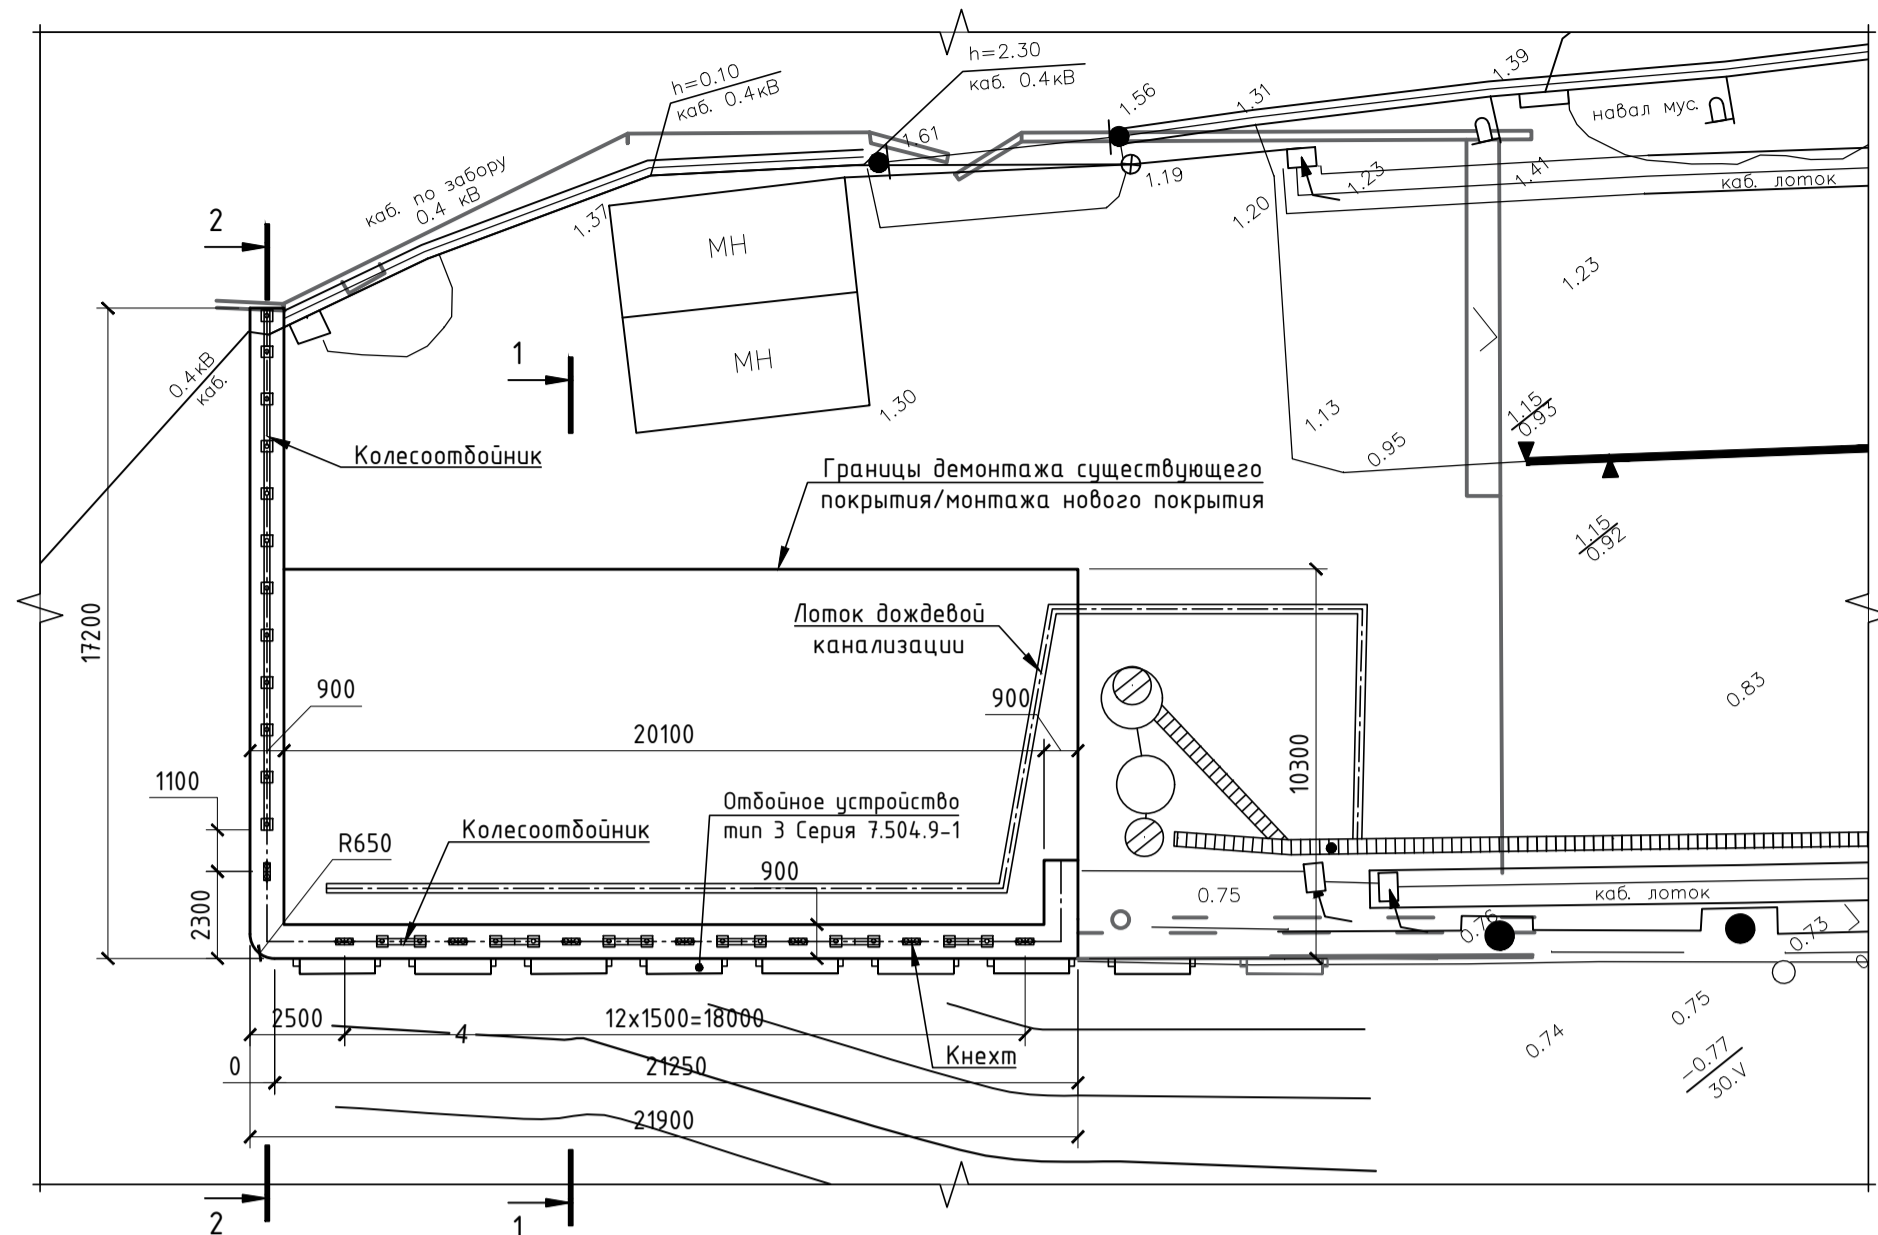 h=2.30
каб. 0.4кВ
h=0.10
каб. 0.4кВ
1.39
1.56
1.31
навал мус.
1.61
каб. по забору
0.4 кВ
1.19
1.23
1.41
каб. лоток
1.37
1.20
2
МН
1.23
1
МН
0.4кВ
каб.
1.30
1.13
1.15
0.93
0.95
Колесоотбойник
Границы демонтажа существующего
покрытия/монтажа нового покрытия
1.15
0.92
17200
Лоток дождевой
канализации
900
900
0.83
20100
10300
1100
Отбойное устройство
тип 3 Серия 7.504.9-1
Колесоотбойник
R650
900
0.75
каб. лоток
2300
0.76
0.73
2500
12х1500=18000
4
0.75
0.74
Кнехт
0
21250
-0.77
30.V
21900
2
1